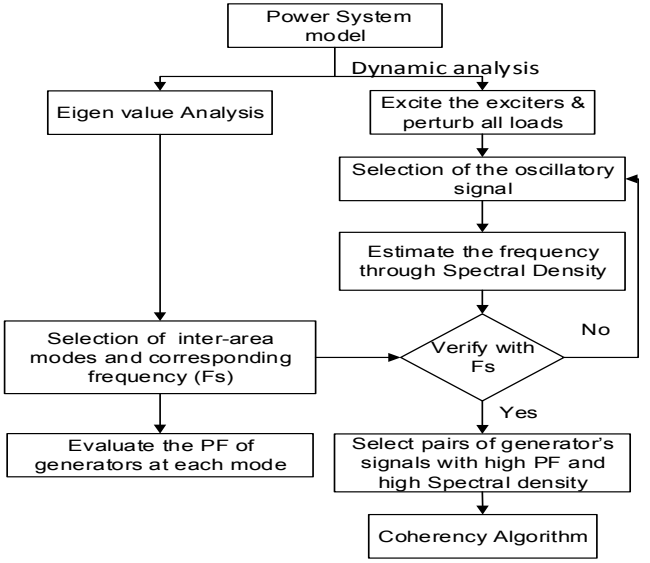 Power System
model
Dynamic analysis
Eigen value Analysis
Excite the exciters &
perturb all loads
Selection of the oscillatory
signal
Estimate the frequency
through Spectral Density
Selection of inter-area
modes and corresponding
frequency (Fs)
Verify with
Fs
No
Yes
Evaluate the PF of
generators at each mode
Select pairs of generator's
signals with high PF and
high Spectral density
Coherency Algorithm